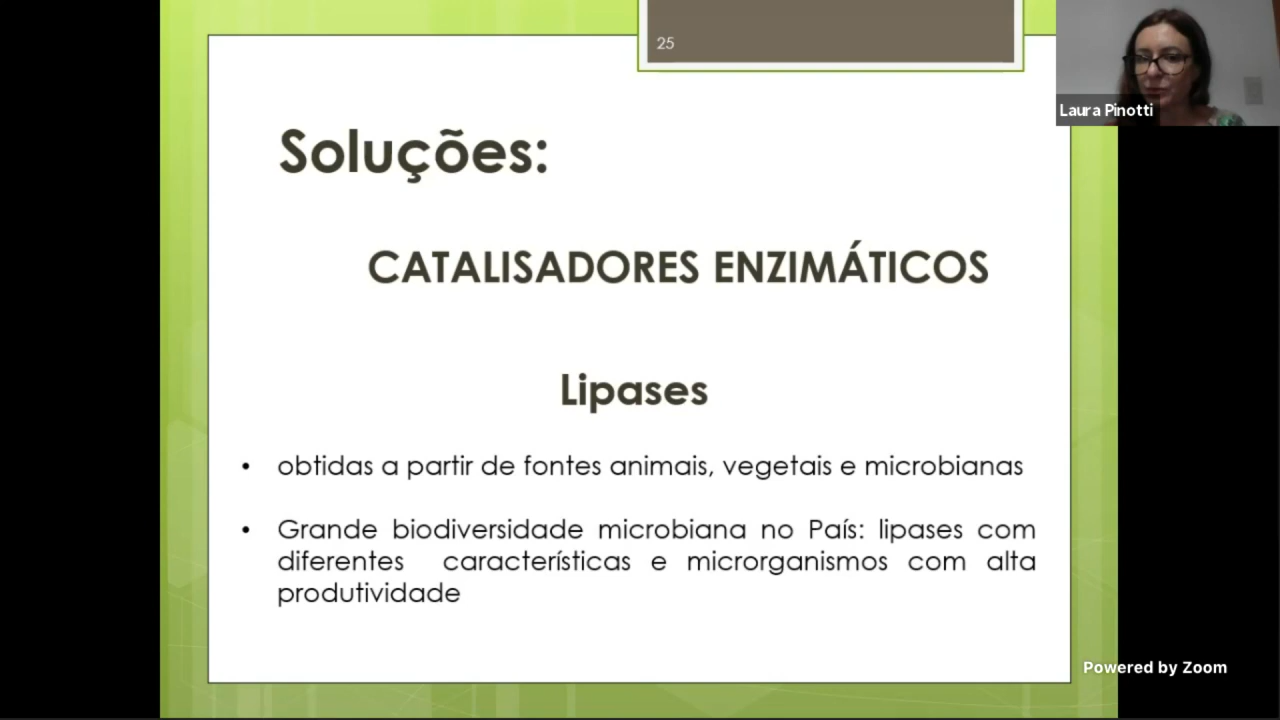 25
Laura Pinotti
Soluções:
CATALISADORES ENZIMÁTICOS
Lipases
• obtidas a partir de fontes animais, vegetais e microbianas
• Grande biodiversidade microbiana no País: lipases com
diferentes características e microrganismos com alta
produtividade
Powered by Zoom